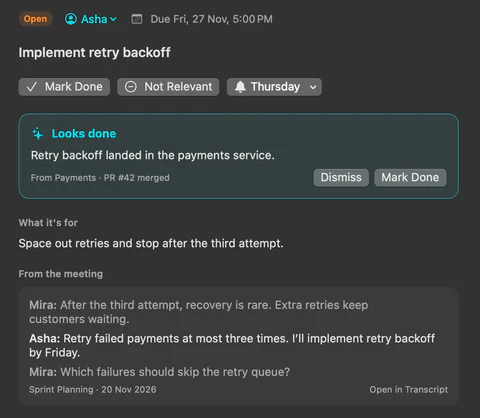 Open Asha Due Fri, 27 Nov, 5:00 PM
Implement retry backoff
Mark Done Not Relevant Thursday
Looks done
Retry backoff landed in the payments service.
From Payments · PR #42 merged Dismiss Mark Done
What it's for
Space out retries and stop after the third attempt.
From the meeting
Mira: After the third attempt, recovery is rare. Extra retries keep
customers waiting.
Asha: Retry failed payments at most three times. I'll implement retry backoff
by Friday.
Mira: Which failures should skip the retry queue?
Sprint Planning · 20 Nov 2026 Open in Transcript